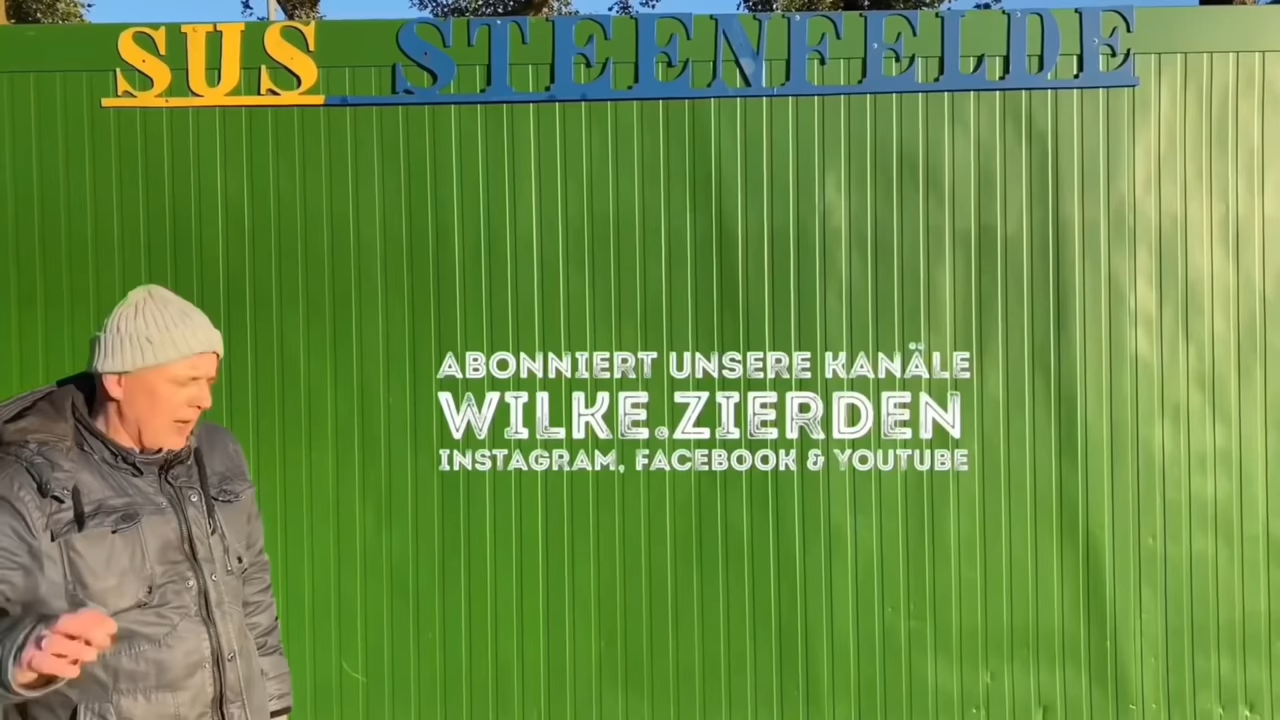 SUS STEENFELDE
ABONNIERT UNSERE KANÄLE
WILKE.ZIERDEN
INSTAGRAM, FACEBOOK & YOUTUBE